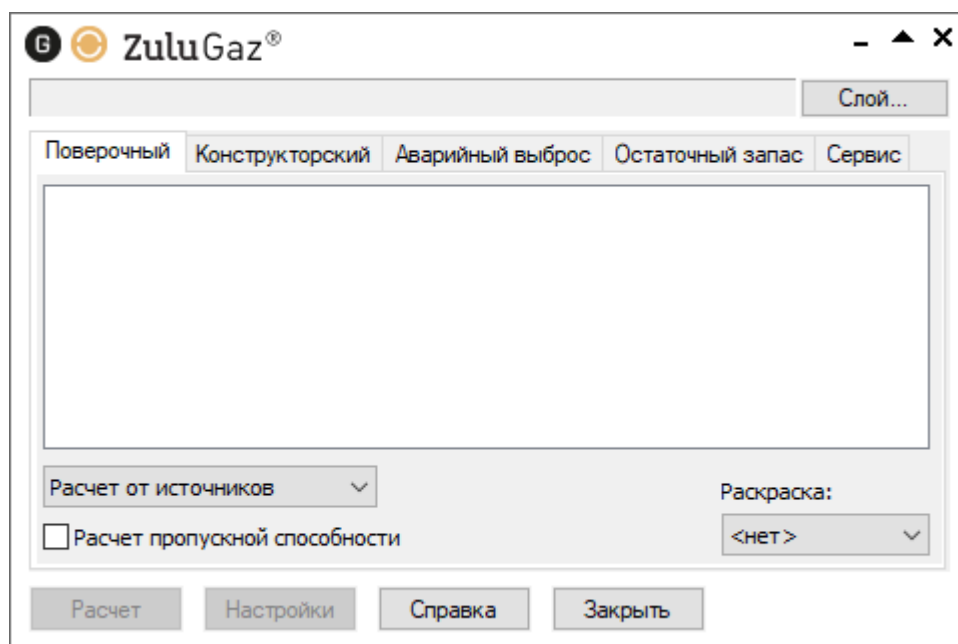 G ZuluGaz®
Слой...
Поверочный Конструкторский Аварийный выброс Остаточный запас Сервис
Расчет от источников
Раскраска:
Расчет пропускной способности
<нет>
Расчет Настройки Справка Закрыть